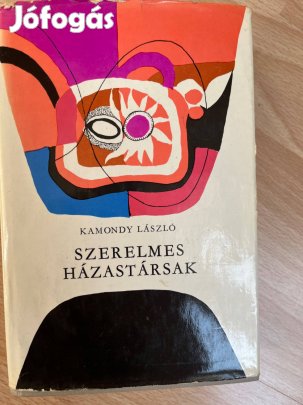 Jófogás
KAMONDY LÁSZLÓ
SZERELMES
HÁZASTÁRSAK